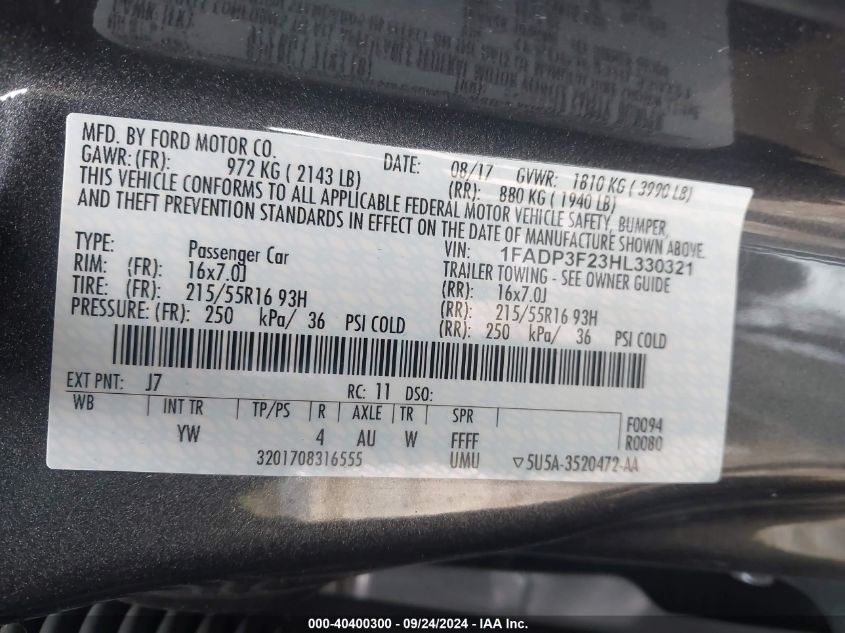 MFD. BY FORD MOTOR CO.
DATE: 08/17 GVWR: 1810 KG ( 3990 LB)
GAWR: (FR): 972 KG ( 2143 LB) (RR): 880 KG ( 1940 LB)
THIS VEHICLE CONFORMS TO ALL APPLICABLE FEDERAL MOTOR VEHICLE SAFETY, BUMPER,
AND THEFT PREVENTION STANDARDS IN EFFECT ON THE DATE OF MANUFACTURE SHOWN ABOVE.
VIN: 1FADP3F23HL330321
TYPE: Passenger Car TRAILER TOWING - SEE OWNER GUIDE
RIM: (FR): 16x7.0J (RR): 16x7.0J
TIRE: (FR): 215/55R16 93H (RR): 215/55R16 93H
PRESSURE: (FR): 250 kPa/ 36 PSI COLD (RR): 250 kPa/ 36 PSI COLD
EXT PNT: J7 RC: 11 DSO:
WB INT TR TP/PS R AXLE TR SPR F0094
YW 4 AU W FFFF R0080
3201708316555 UMU ▽5U5A-3520472-AA
000-40400300 - 09/24/2024 - IAA Inc.